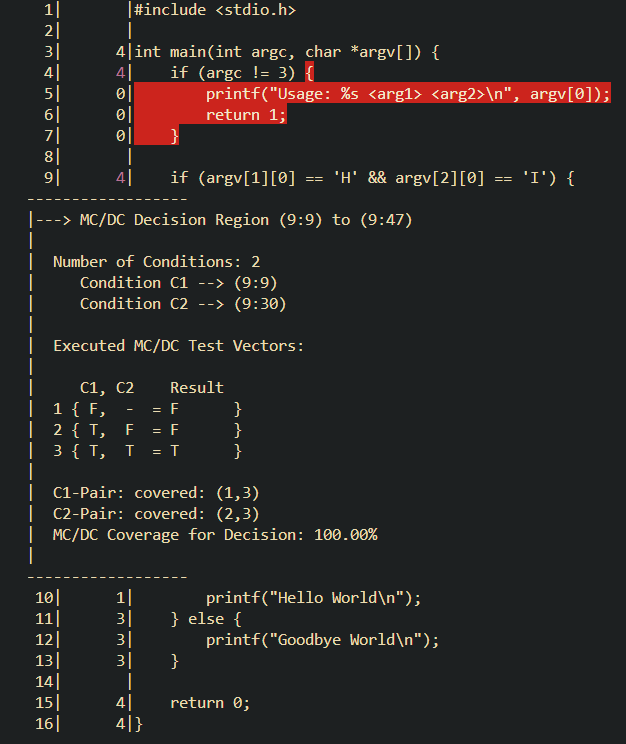 1|       |#include <stdio.h>
    2|       |
    3|      4|int main(int argc, char *argv[]) {
    4|      4|    if (argc != 3) {
    5|      0|        printf("Usage: %s <arg1> <arg2>\n", argv[0]);
    6|      0|        return 1;
    7|      0|    }
    8|       |
    9|      4|    if (argv[1][0] == 'H' && argv[2][0] == 'I') {
  ------------------
  |---> MC/DC Decision Region (9:9) to (9:47)
  |
  |  Number of Conditions: 2
  |     Condition C1 --> (9:9)
  |     Condition C2 --> (9:30)
  |
  |  Executed MC/DC Test Vectors:
  |
  |     C1, C2    Result
  |  1 { F,  -  = F      }
  |  2 { T,  F  = F      }
  |  3 { T,  T  = T      }
  |
  |  C1-Pair: covered: (1,3)
  |  C2-Pair: covered: (2,3)
  |  MC/DC Coverage for Decision: 100.00%
  |
  ------------------
   10|      1|        printf("Hello World\n");
   11|      3|    } else {
   12|      3|        printf("Goodbye World\n");
   13|      3|    }
   14|       |
   15|      4|    return 0;
   16|      4|}